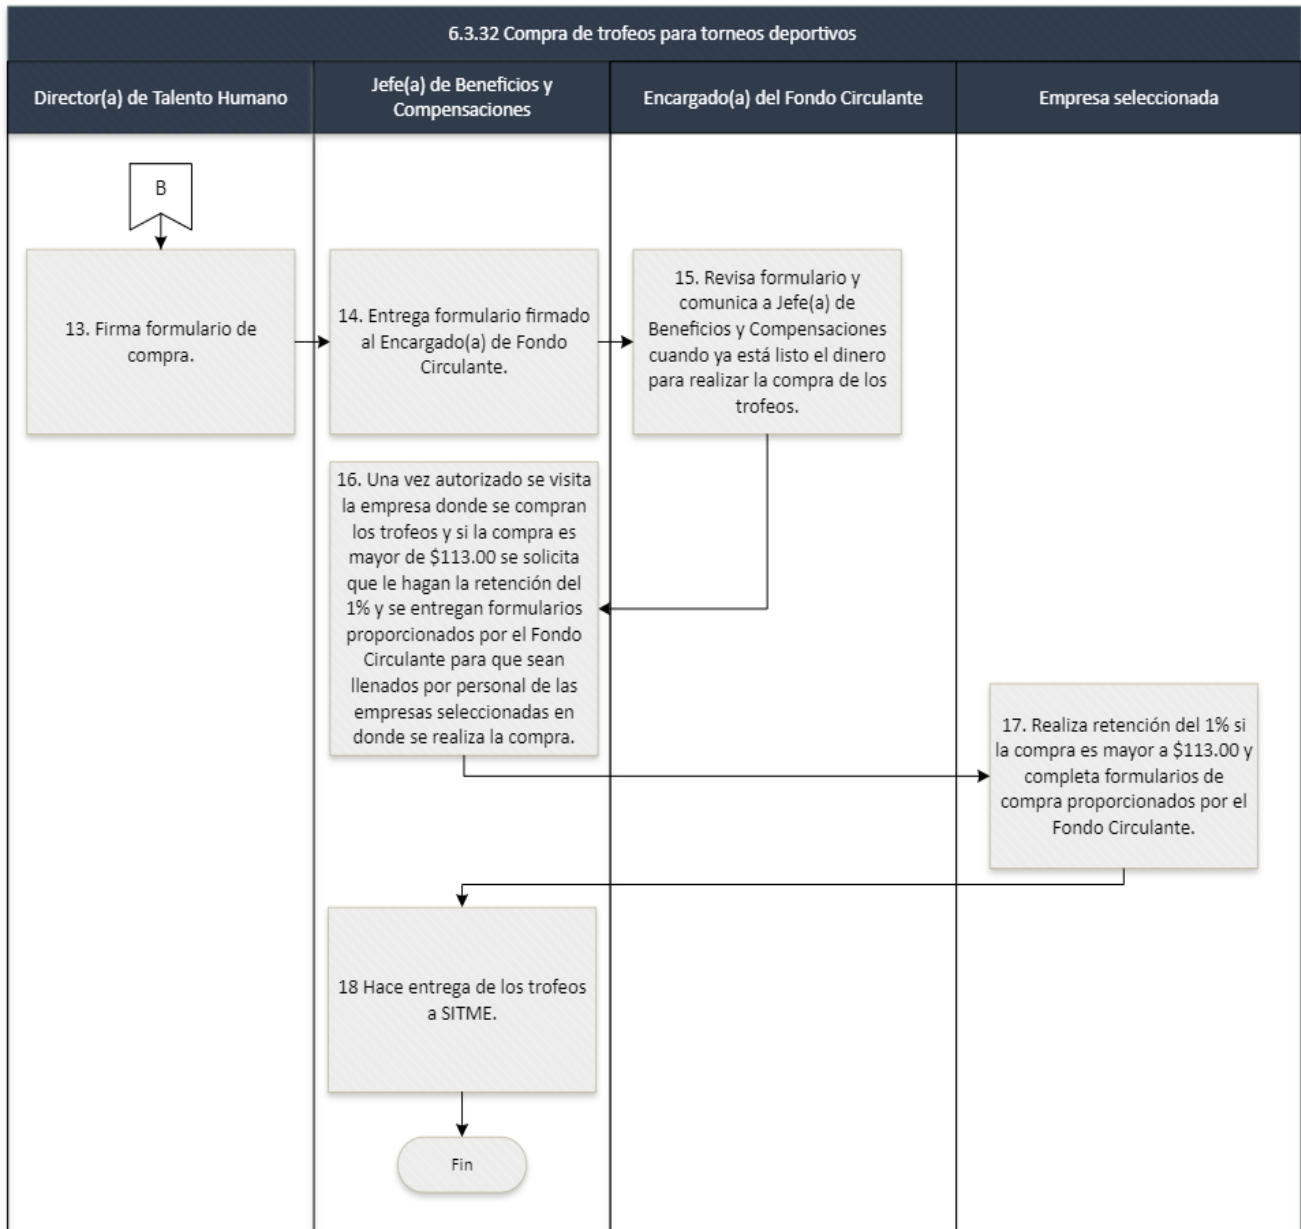 6.3.32 Compra de trofeos para torneos deportivos
Director(a) de Talento Humano
Jefe(a) de Beneficios y
Compensaciones
Encargado(a) del Fondo Circulante
Empresa seleccionada
B
13. Firma formulario de
compra.
14. Entrega formulario firmado
al Encargado(a) de Fondo
Circulante.
15. Revisa formulario y
comunica a Jefe(a) de
Beneficios y Compensaciones
cuando ya está listo el dinero
para realizar la compra de los
trofeos.
16. Una vez autorizado se visita
la empresa donde se compran
los trofeos y si la compra es
mayor de $113.00 se solicita
que le hagan la retención del
1% y se entregan formularios
proporcionados por el Fondo
Circulante para que sean
llenados por personal de las
empresas seleccionadas en
donde se realiza la compra.
17. Realiza retención del 1% si
la compra es mayor a $113.00 y
completa formularios de
compra proporcionados por el
Fondo Circulante.
18 Hace entrega de los trofeos
a SITME.
Fin